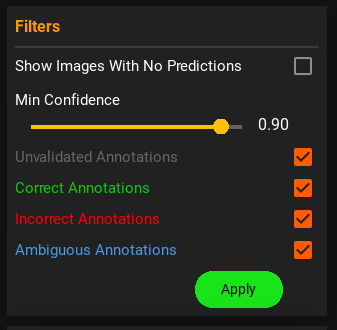 Filters
Show Images With No Predictions
Min Confidence
0.90
Unvalidated Annotations
Correct Annotations
Incorrect Annotations
Ambiguous Annotations
Apply